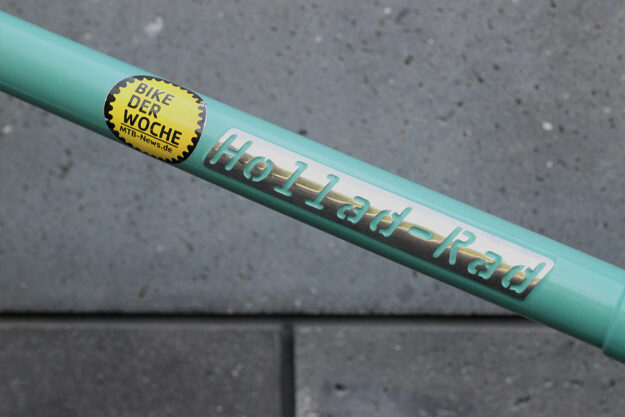 BIKE
DER
WOCHE
MTB-News.de
Hollad-Rad